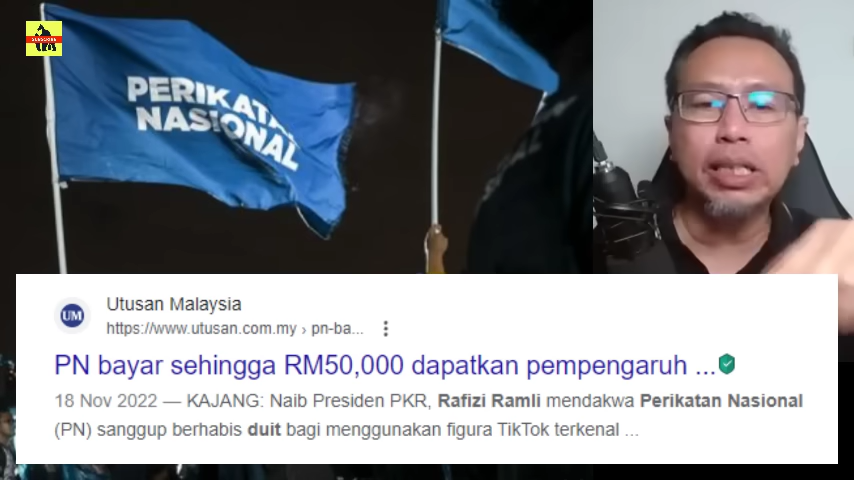 SUBSCRIBE
PERIKATA
NASIONAL
UM
Utusan Malaysia
https://www.utusan.com.my › pn-ba...
PN bayar sehingga RM50,000 dapatkan pempengaruh ...
18 Nov 2022 — KAJANG: Naib Presiden PKR, Rafizi Ramli mendakwa Perikatan Nasional
(PN) sanggup berhabis duit bagi menggunakan figura TikTok terkenal ...